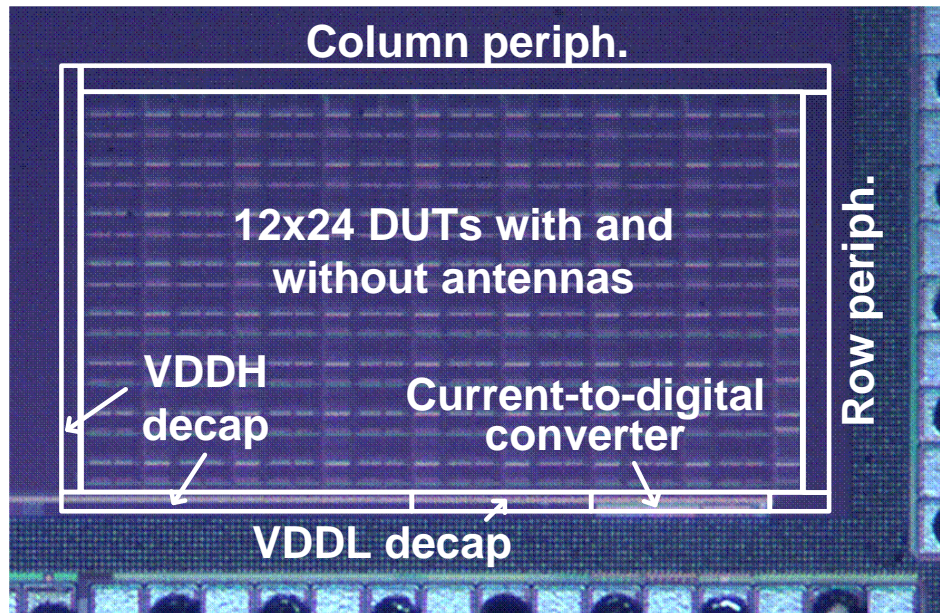 Column periph.
12x24 DUTs with and
without antennas
Row periph.
VDDH
decap
Current-to-digital
converter
VDDL decap